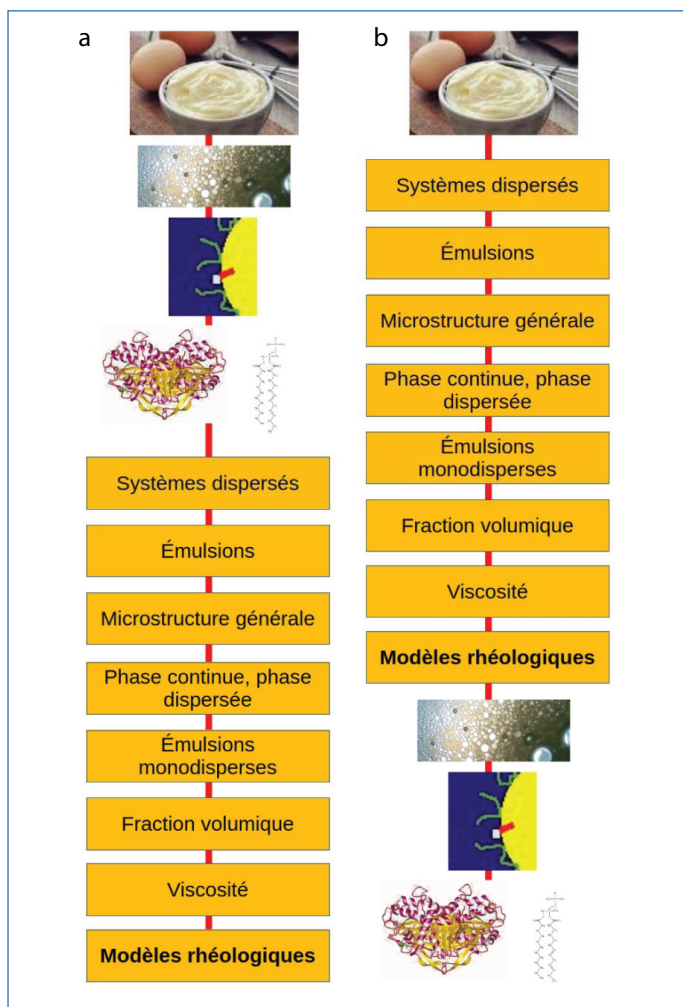 a
Systèmes dispersés
Émulsions
Microstructure générale
Phase continue, phase
dispersée
Émulsions
monodisperses
Fraction volumique
Viscosité
Modèles rhéologiques
b
Systèmes dispersés
Émulsions
Microstructure générale
Phase continue, phase
dispersée
Émulsions
monodisperses
Fraction volumique
Viscosité
Modèles rhéologiques